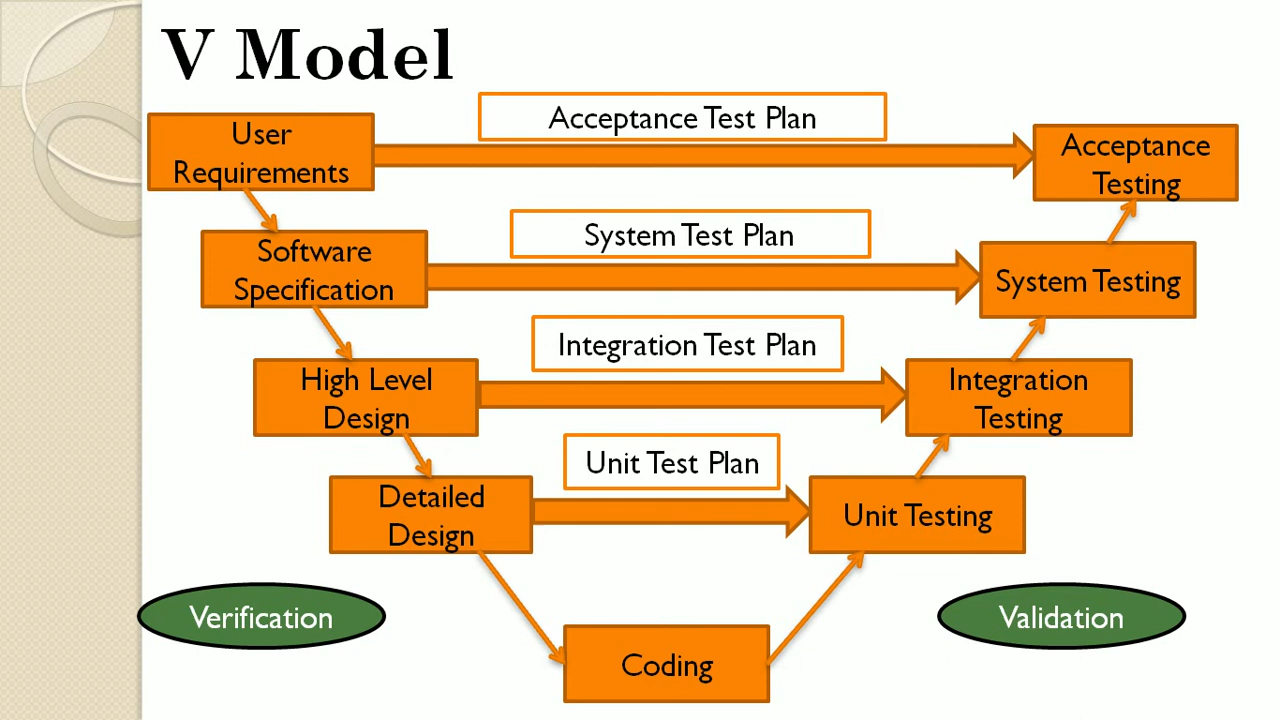 V Model
Acceptance Test Plan
User
Requirements
Acceptance
Testing
System Test Plan
Software
Specification
System Testing
Integration Test Plan
High Level
Design
Integration
Testing
Unit Test Plan
Detailed
Design
Unit Testing
Verification
Validation
Coding